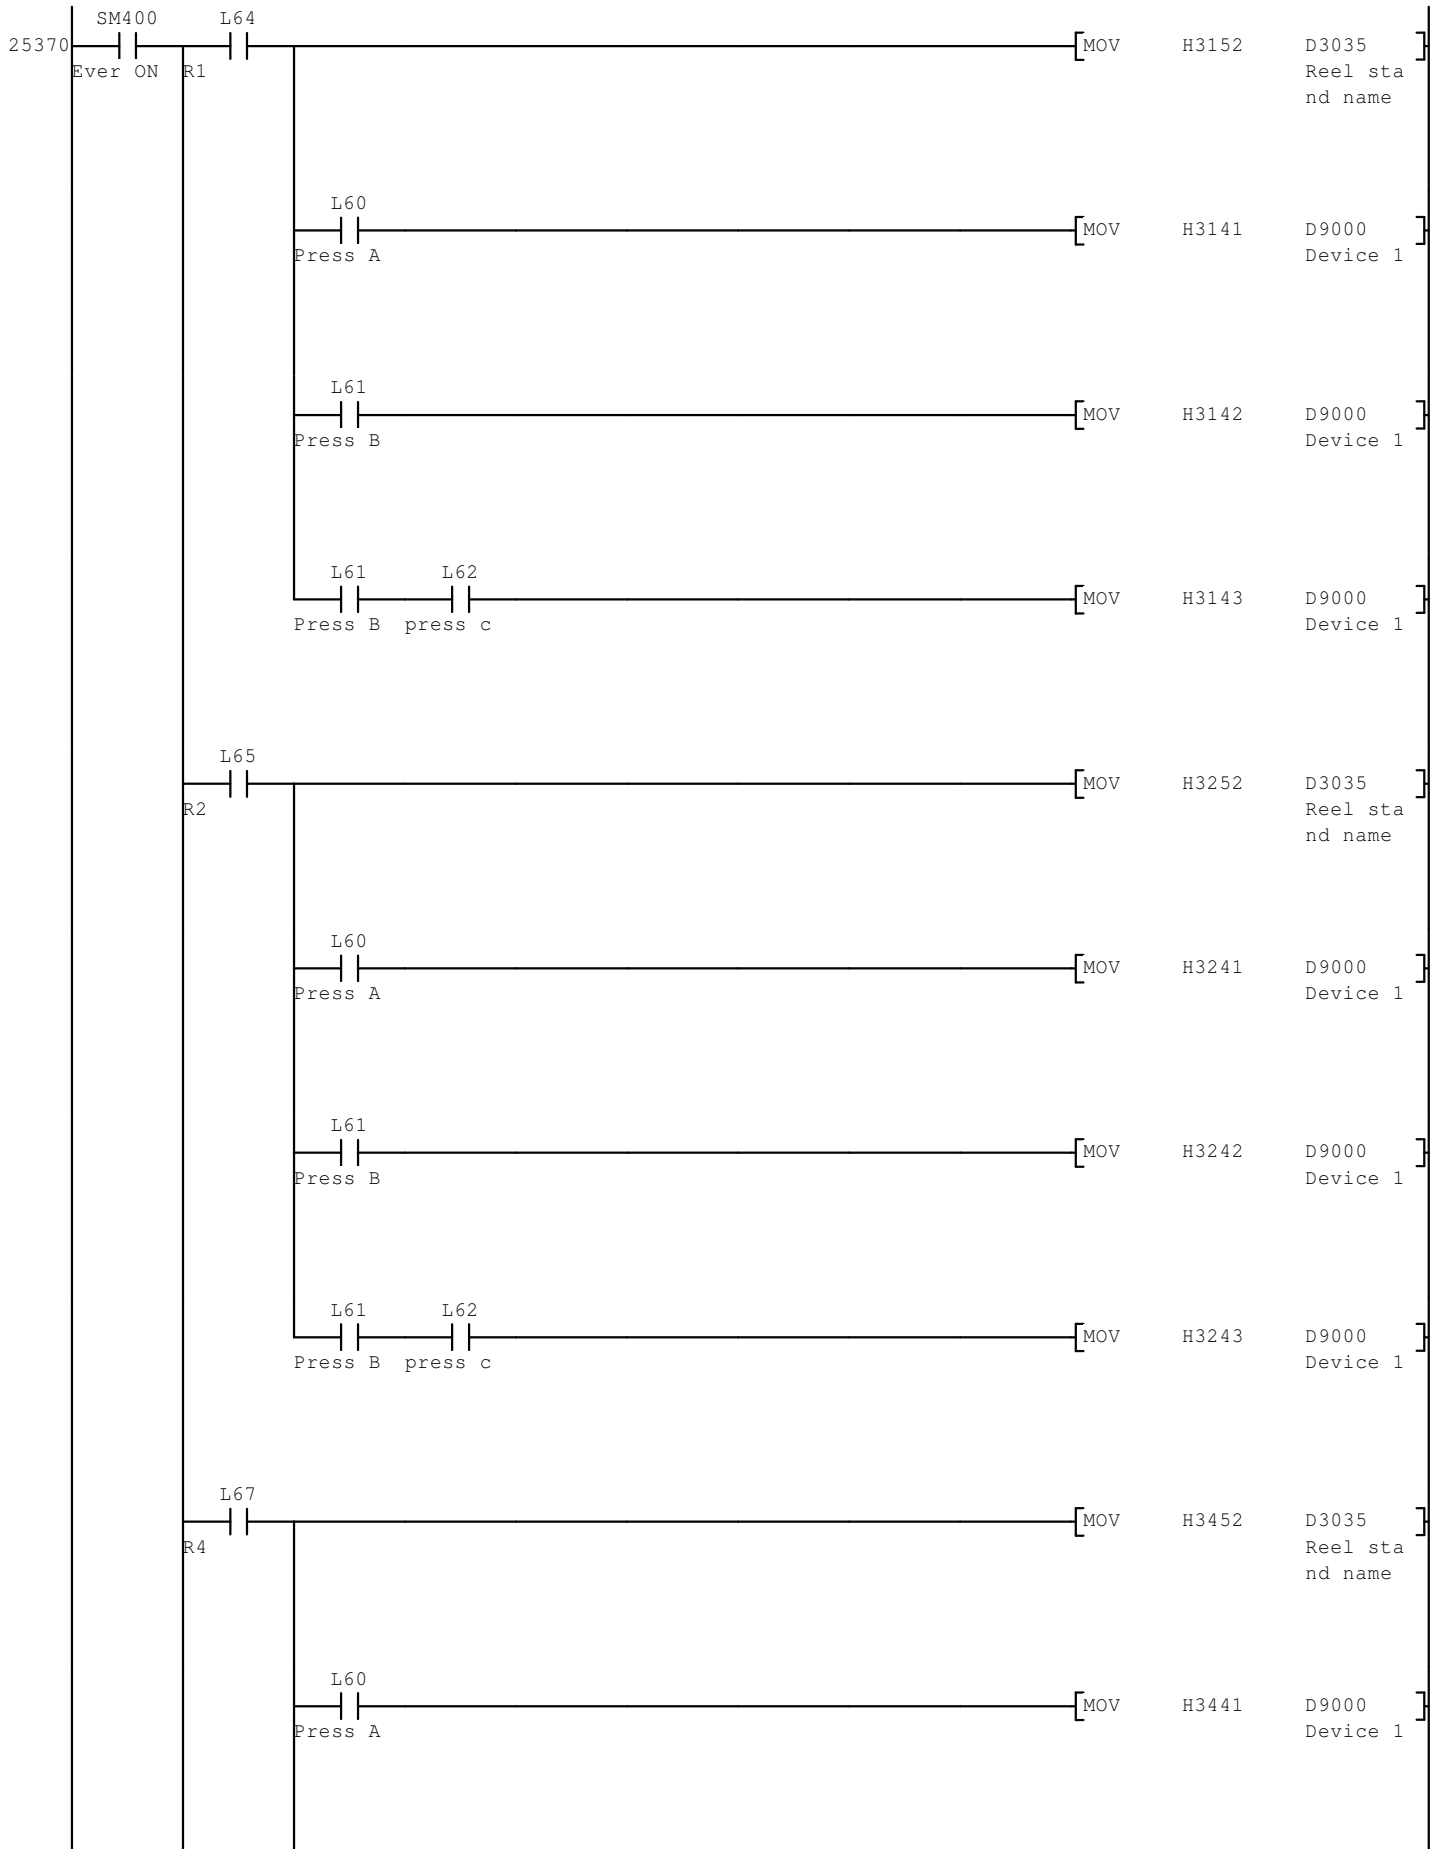 SM400 L64
25370 MOV H3152 D3035
Ever ON R1 Reel sta
nd name
L60
MOV H3141 D9000
Press A Device 1
L61
MOV H3142 D9000
Press B Device 1
L61 L62
MOV H3143 D9000
Press B press c Device 1
L65
MOV H3252 D3035
R2 Reel sta
nd name
L60
MOV H3241 D9000
Press A Device 1
L61
MOV H3242 D9000
Press B Device 1
L61 L62
MOV H3243 D9000
Press B press c Device 1
L67
MOV H3452 D3035
R4 Reel sta
nd name
L60
MOV H3441 D9000
Press A Device 1